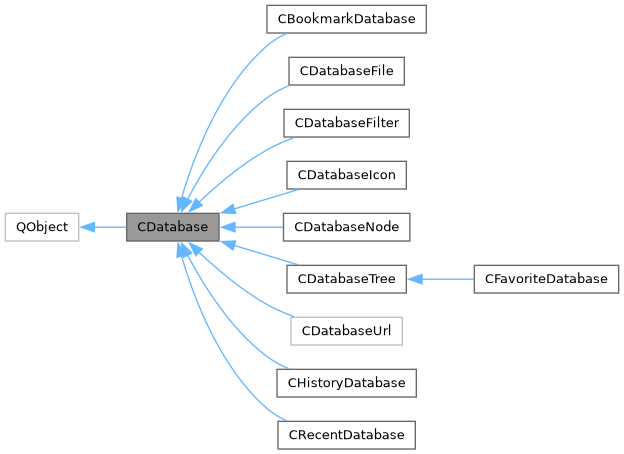 CBookmarkDatabase
CDatabaseFile
CDatabaseFilter
CDatabaseIcon
QObject
CDatabase
CDatabaseNode
CDatabaseTree
CFavoriteDatabase
CDatabaseUrl
CHistoryDatabase
CRecentDatabase